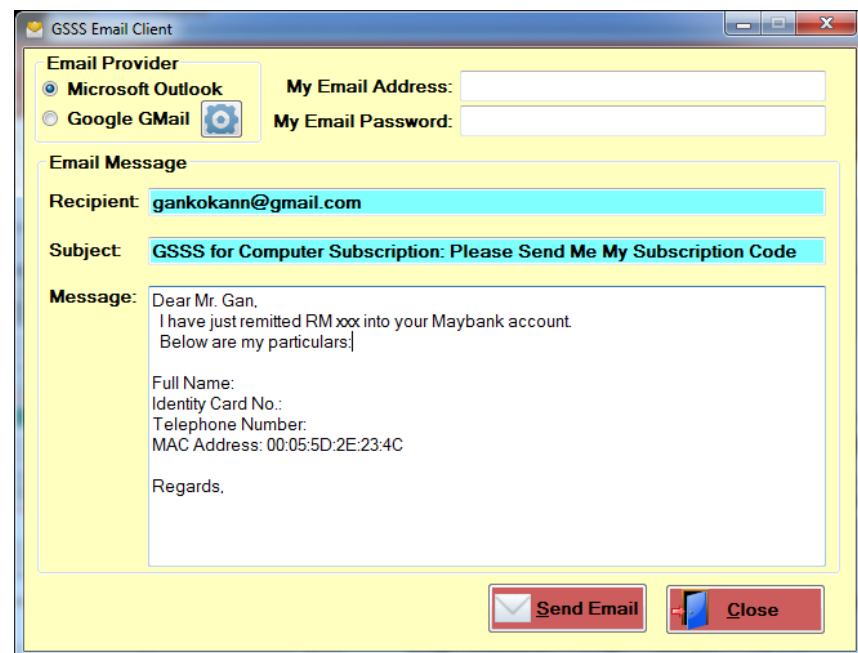 GSSS Email Client
Email Provider
Microsoft Outlook
Google GMail
My Email Address:
My Email Password:
Email Message
Recipient: gankokann@gmail.com
Subject: GSSS for Computer Subscription: Please Send Me My Subscription Code
Message: Dear Mr. Gan,
I have just remitted RM xxx into your Maybank account.
Below are my particulars:
Full Name:
Identity Card No.:
Telephone Number:
MAC Address: 00:05:5D:2E:23:4C
Regards,
Send Email
Close